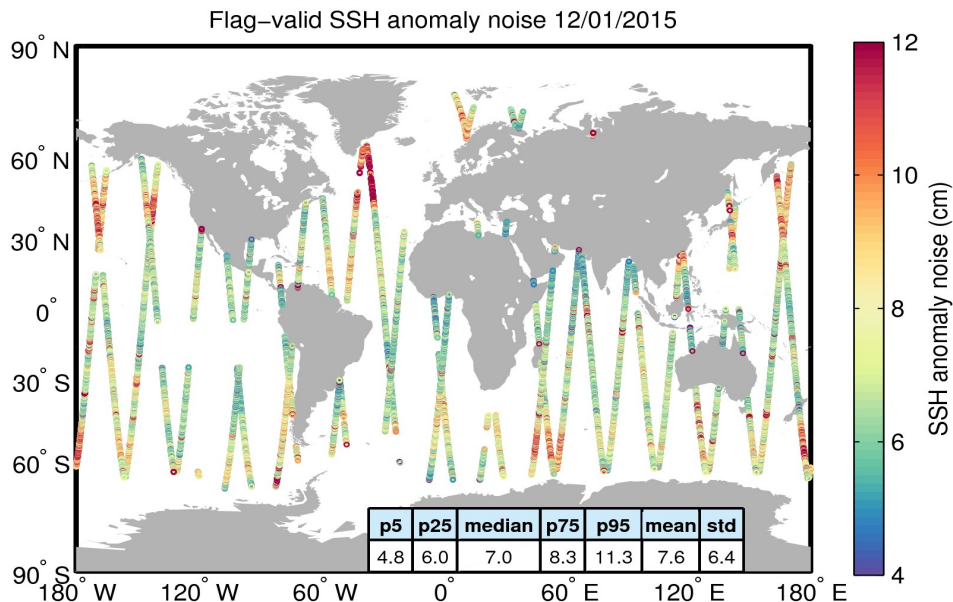 Flag−valid SSH anomaly noise 12/01/2015
90° N
60° N
30° N
0°
30° S
60° S
90° S
180° W
120° W
60° W
0°
60° E
120° E
180° E
p5 p25 median p75 p95 mean std
4.8 6.0 7.0 8.3 11.3 7.6 6.4
12
10
8
6
4
SSH anomaly noise (cm)